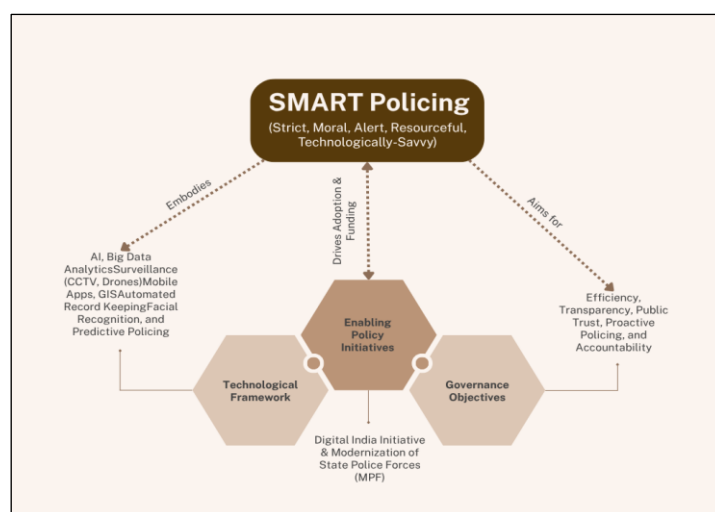 SMART Policing
(Strict, Moral, Alert, Resourceful,
Technologically-Savvy)
Embodies
Drives Adoption &
Funding
Aims for
AI, Big Data
AnalyticsSurveillance
(CCTV, Drones)Mobile
Apps, GISAutomated
Record KeepingFacial
Recognition, and
Predictive Policing
Enabling
Policy
Initiatives
Efficiency,
Transparency, Public
Trust, Proactive
Policing, and
Accountability
Technological
Framework
Governance
Objectives
Digital India Initiative
& Modernization of
State Police Forces
(MPF)